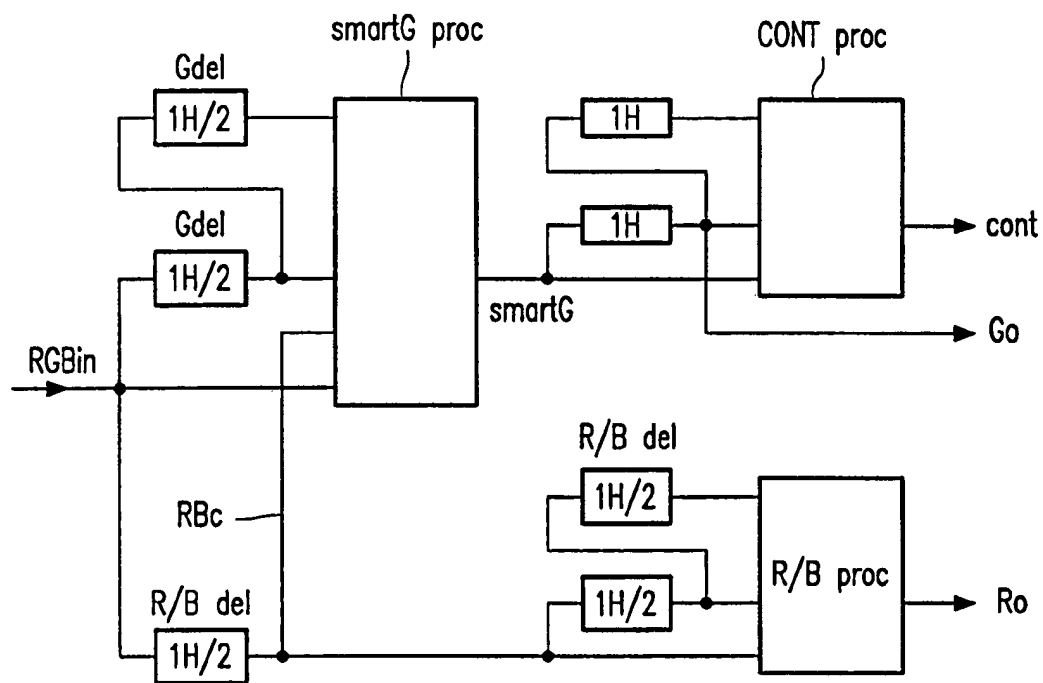 smartG proc
CONT proc
Gdel
1H/2
1H
Gdel
1H/2
1H
cont
smartG
Go
RGBin
R/B del
1H/2
RBc
R/B proc
R/B del
1H/2
1H/2
Ro